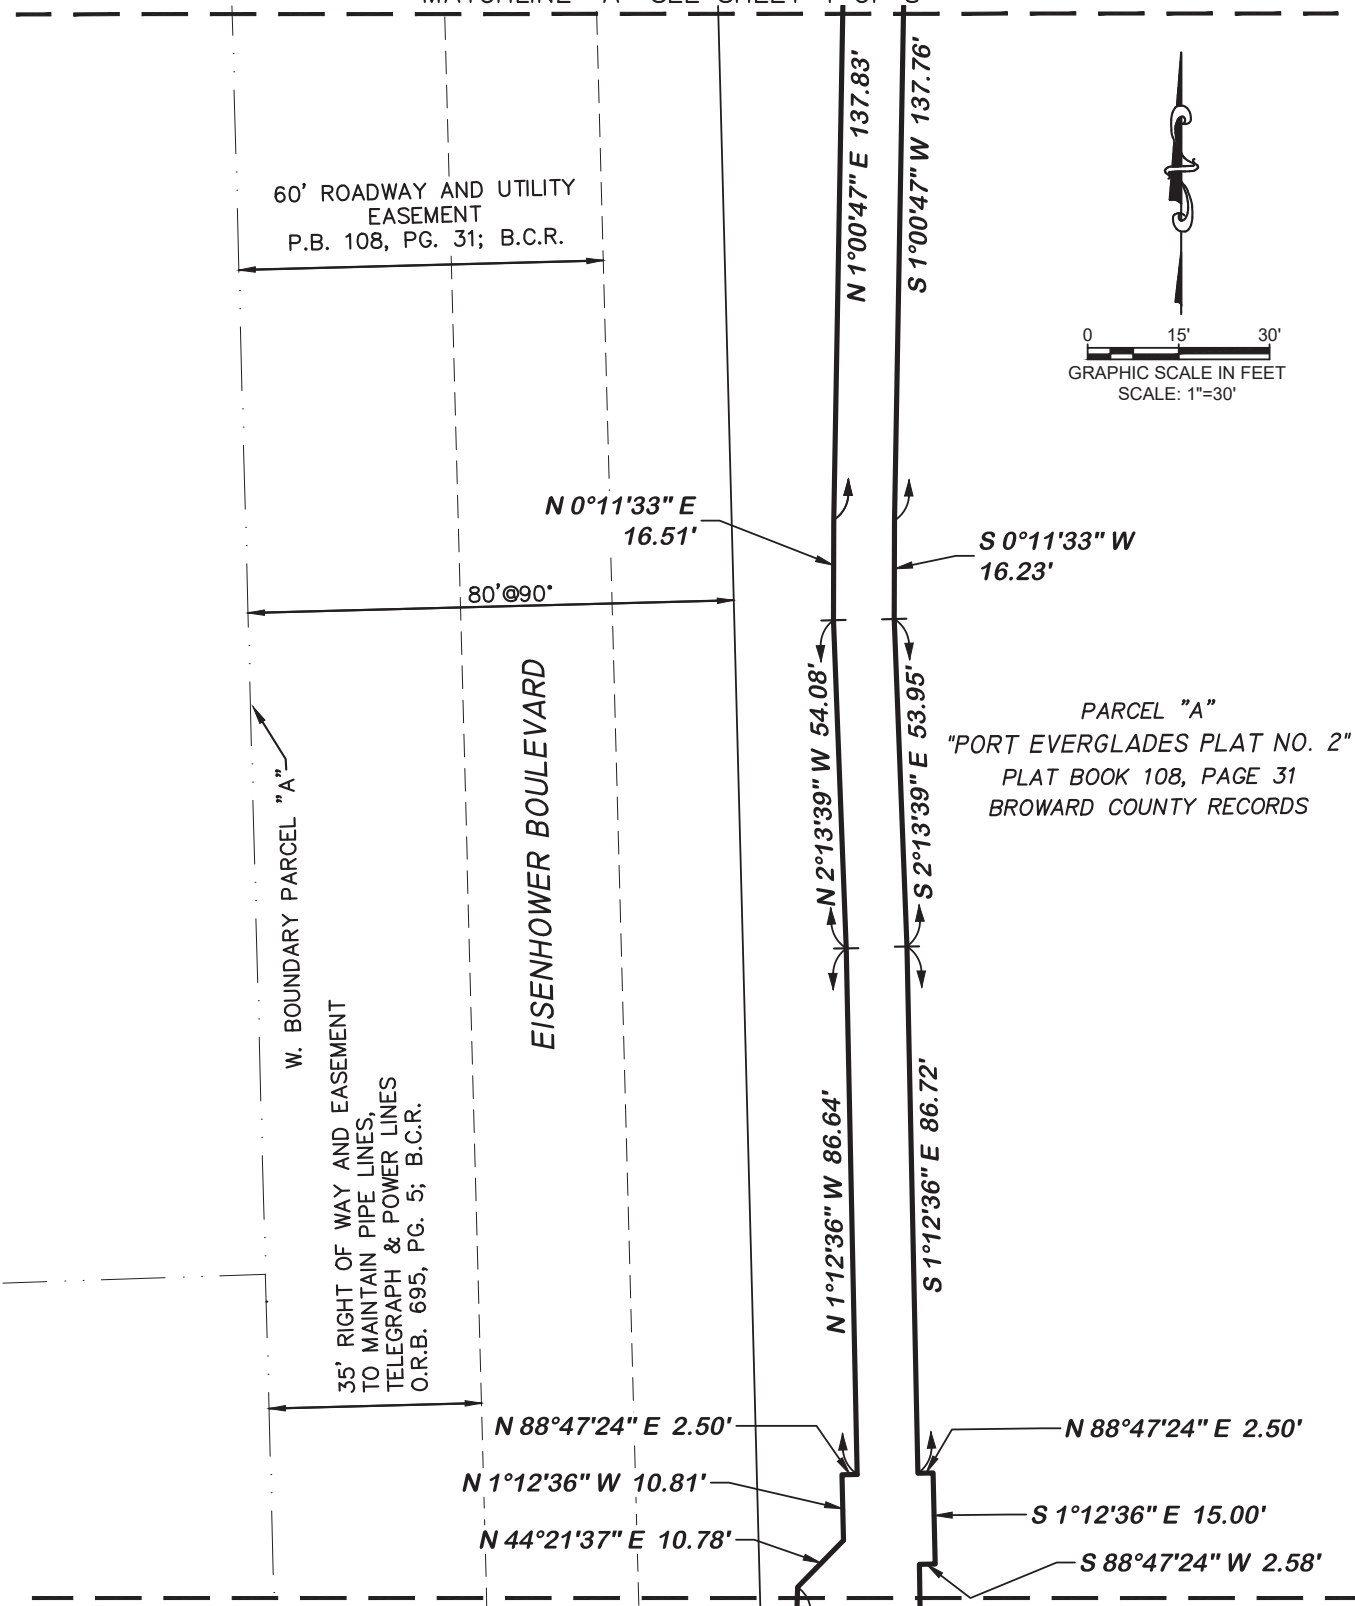 N 1°00'47" E 137.83'
S 1°00'47" W 137.76'
60' ROADWAY AND UTILITY
EASEMENT
P.B. 108, PG. 31; B.C.R.
0 15' 30'
GRAPHIC SCALE IN FEET
SCALE: 1"=30'
N 0°11'33" E
16.51'
S 0°11'33" W
16.23'
80'@90°
EISENHOWER BOULEVARD
N 2°13'39" W 54.08'
S 2°13'39" E 53.95'
PARCEL "A"
"PORT EVERGLADES PLAT NO. 2"
PLAT BOOK 108, PAGE 31
BROWARD COUNTY RECORDS
W. BOUNDARY PARCEL "A"
35' RIGHT OF WAY AND EASEMENT
TO MAINTAIN PIPE LINES,
TELEGRAPH & POWER LINES
O.R.B. 695, PG. 5; B.C.R.
N 1°12'36" W 86.64'
S 1°12'36" E 86.72'
N 88°47'24" E 2.50'
N 88°47'24" E 2.50'
N 1°12'36" W 10.81'
S 1°12'36" E 15.00'
N 44°21'37" E 10.78'
S 88°47'24" W 2.58'